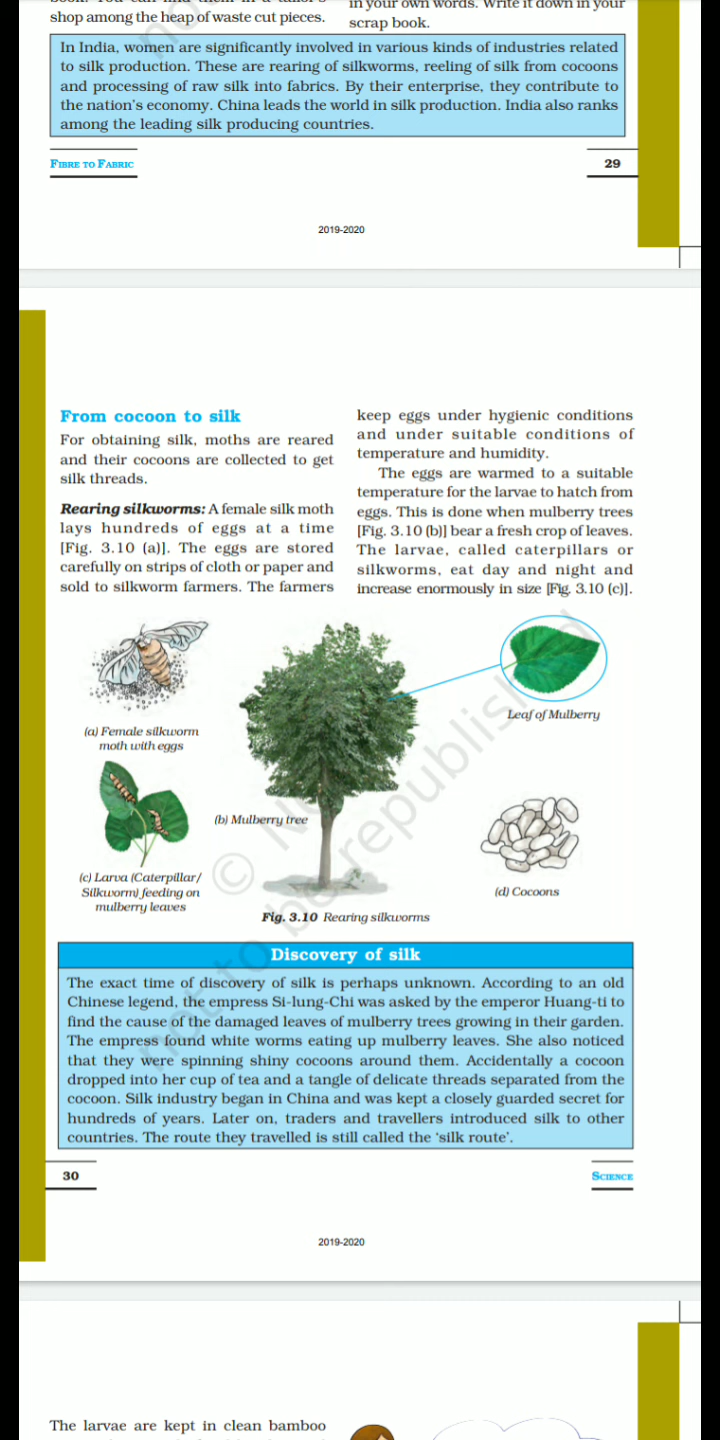 shop among the heap of waste cut pieces.
in your own words. Write it down in your
scrap book.
In India, women are significantly involved in various kinds of industries related
to silk production. These are rearing of silkworms, reeling of silk from cocoons
and processing of raw silk into fabrics. By their enterprise, they contribute to
the nation's economy. China leads the world in silk production. India also ranks
among the leading silk producing countries.
FIBRE TO FABRIC
29
2019-2020
From cocoon to silk
For obtaining silk, moths are reared
and their cocoons are collected to get
silk threads.
Rearing silkworms: A female silk moth
lays hundreds of eggs at a time
[Fig. 3.10 (a)]. The eggs are stored
carefully on strips of cloth or paper and
sold to silkworm farmers. The farmers
keep eggs under hygienic conditions
and under suitable conditions of
temperature and humidity.
The eggs are warmed to a suitable
temperature for the larvae to hatch from
eggs. This is done when mulberry trees
[Fig. 3.10 (b)] bear a fresh crop of leaves.
The larvae, called caterpillars or
silkworms, eat day and night and
increase enormously in size [Fig. 3.10 (c)].
(a) Female silkworm
moth with eggs
Leaf of Mulberry
(b) Mulberry tree
(c) Larva (Caterpillar/
Silkworm) feeding on
mulberry leaves
(d) Cocoons
Fig. 3.10 Rearing silkworms
Discovery of silk
The exact time of discovery of silk is perhaps unknown. According to an old
Chinese legend, the empress Si-lung-Chi was asked by the emperor Huang-ti to
find the cause of the damaged leaves of mulberry trees growing in their garden.
The empress found white worms eating up mulberry leaves. She also noticed
that they were spinning shiny cocoons around them. Accidentally a cocoon
dropped into her cup of tea and a tangle of delicate threads separated from the
cocoon. Silk industry began in China and was kept a closely guarded secret for
hundreds of years. Later on, traders and travellers introduced silk to other
countries. The route they travelled is still called the 'silk route'.
30
SCIENCE
2019-2020
The larvae are kept in clean bamboo